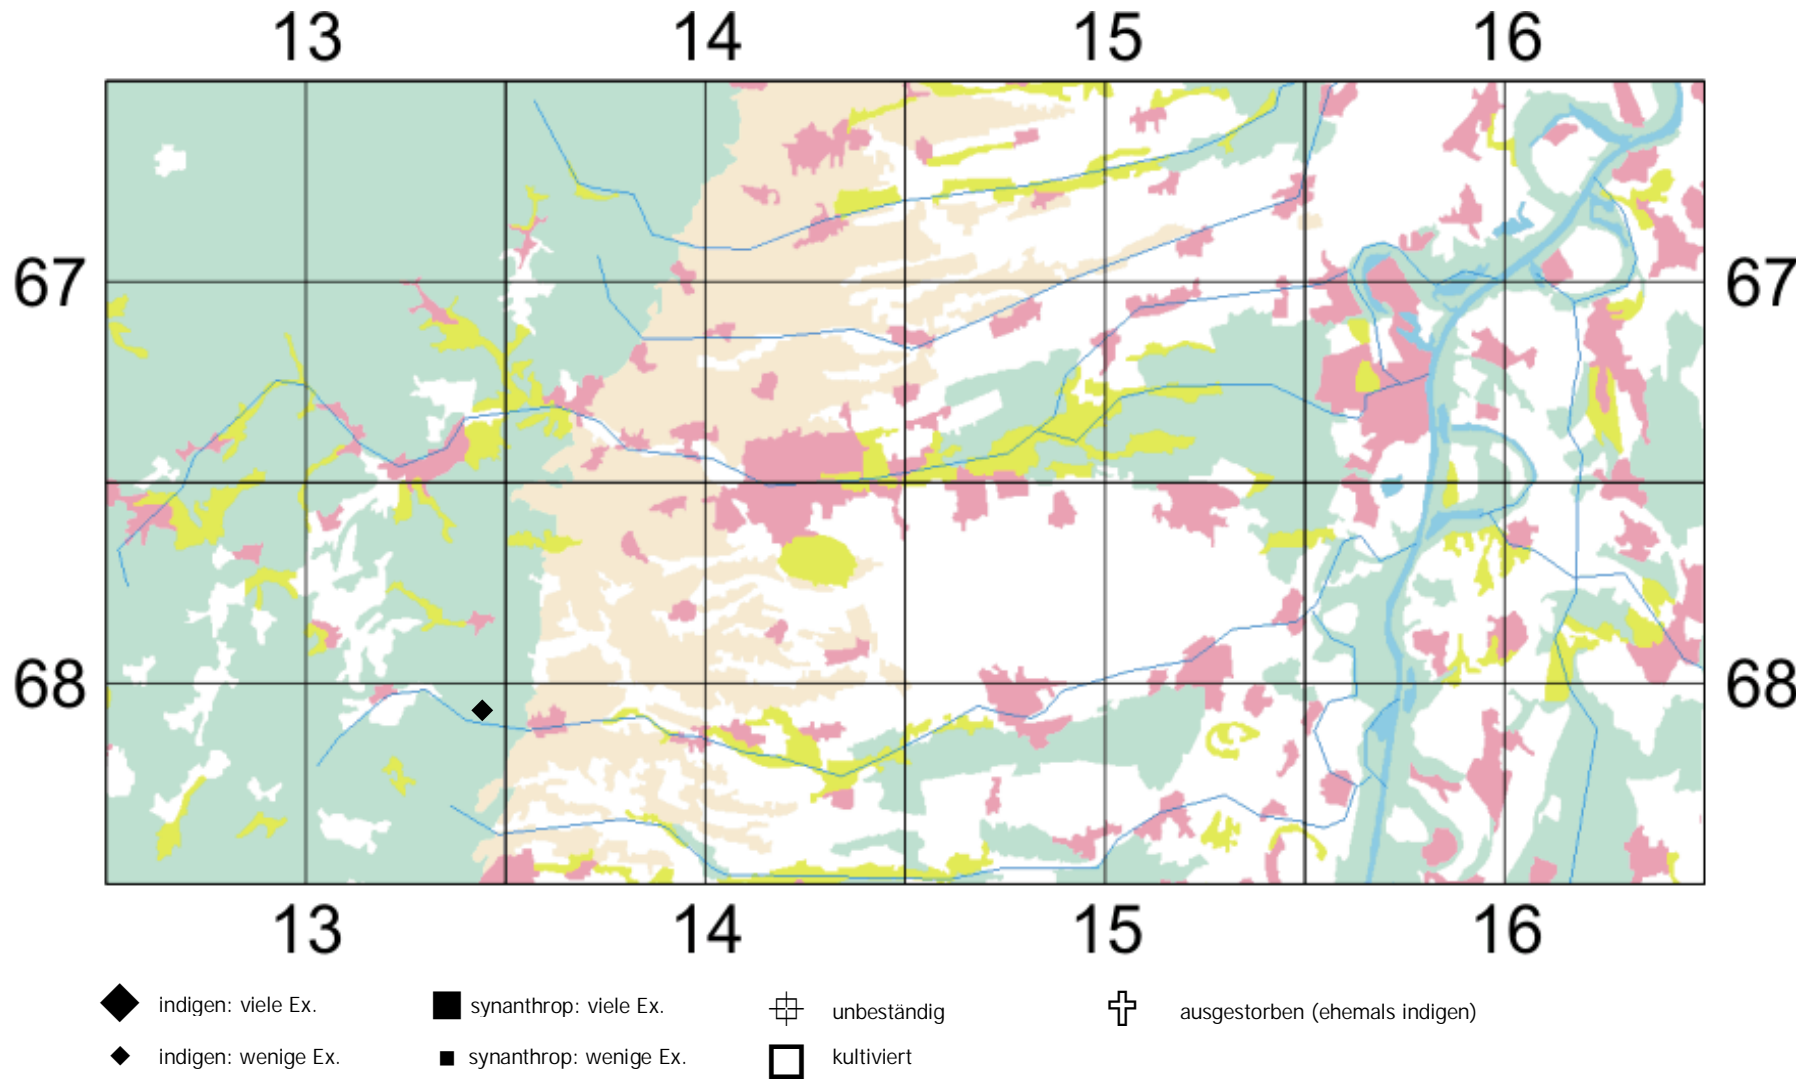 13 14 15 16
67 67
68 68
13 14 15 16
indigen: viele Ex. synanthrop: viele Ex. unbeständig ausgestorben (ehemals indigen)
indigen: wenige Ex. synanthrop: wenige Ex. kultiviert